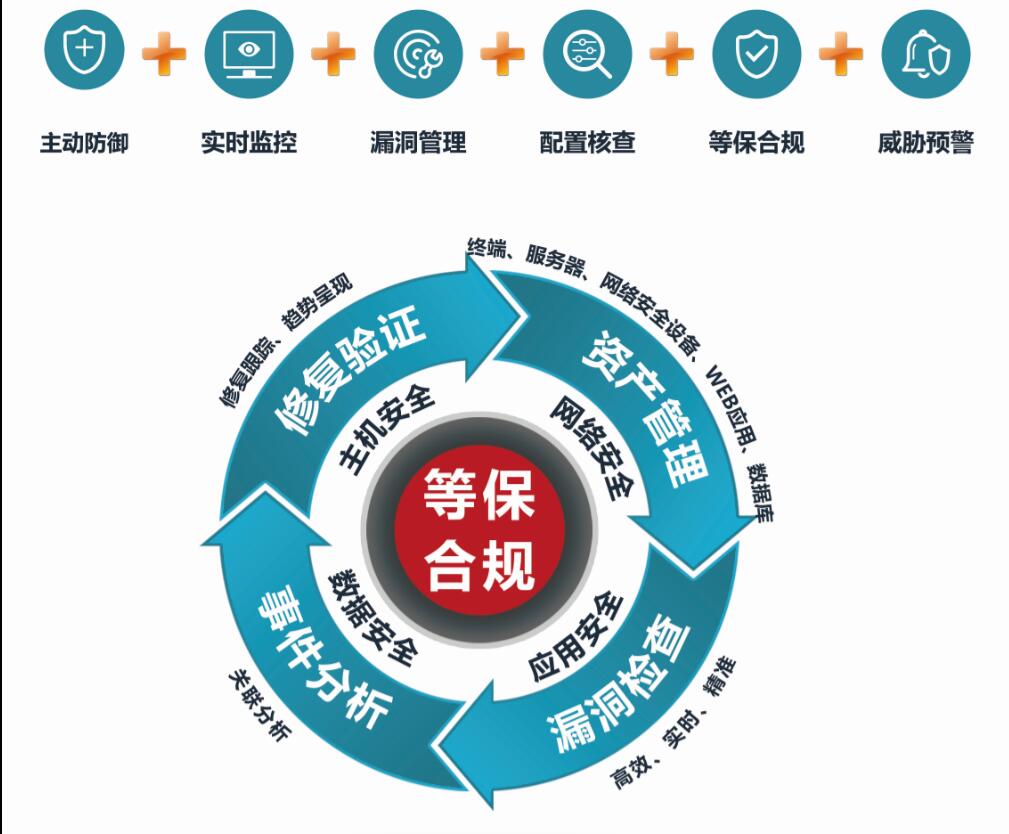 主动防御
实时监控
漏洞管理
配置核查
等保合规
威胁预警
终端、服务器、网络安全设备、WEB应用、数据库
修复跟踪、趋势呈现
修复验证
资产管理
主机安全
网络安全
等保
合规
数据安全
应用安全
事件分析
漏洞检查
关联分析
高效、实时、精准